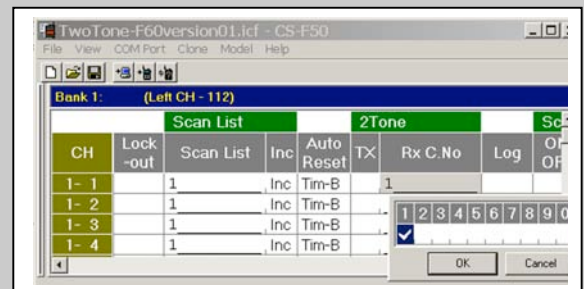 TwoTone-F60version01.icf - CS-F50
File View COM Port Clone Model Help
Bank 1: (Left CH - 112)
Scan List 2Tone Sc
CH Lock-out Scan List Inc Auto Reset TX Rx C.No Log
1- 1 1 Inc Tim-B 1
1- 2 1 Inc Tim-B
1- 3 1 Inc Tim-B
1- 4 1 Inc Tim-B
1 2 3 4 5 6 7 8 9 0
OK Cancel